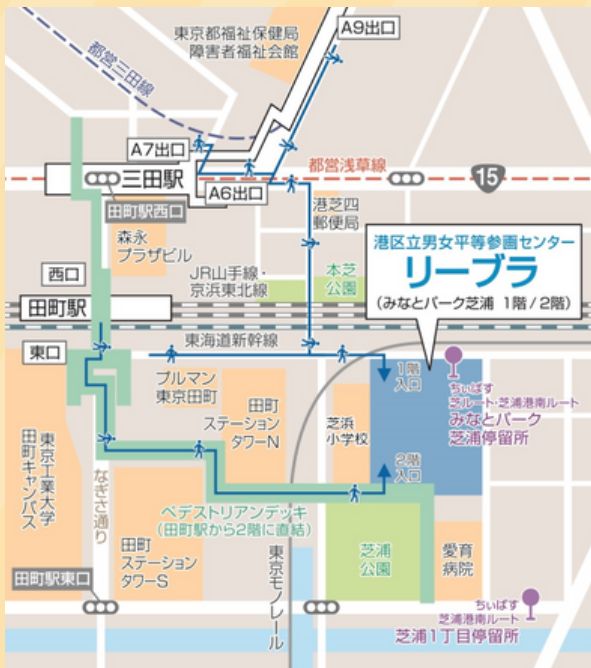 A9出口
東京都福祉保健局
障害者福祉会館
都営三田線
A7出口
都営浅草線
三田駅
A6出口
15
田町駅西口
港芝四
郵便局
森永
プラザビル
港区立男女平等参画センター
リーブラ
(みなとパーク芝浦 1階/2階)
西口
JR山手線・
京浜東北線
本芝
公園
田町駅
東海道新幹線
東口
1階
入口
プルマン
東京田町
ちぃばす
芝ルート・芝浦港南ルート
みなとパーク
芝浦停留所
田町
ステーション
タワーN
芝浜
小学校
東京工業大学
田町キャンパス
なぎさ通り
2階
入口
ペデストリアンデッキ
(田町駅から2階に直結)
田町
ステーション
タワーS
東京モノレール
芝浦
公園
愛育
病院
田町駅東口
ちぃばす
芝浦港南ルート
芝浦1丁目停留所